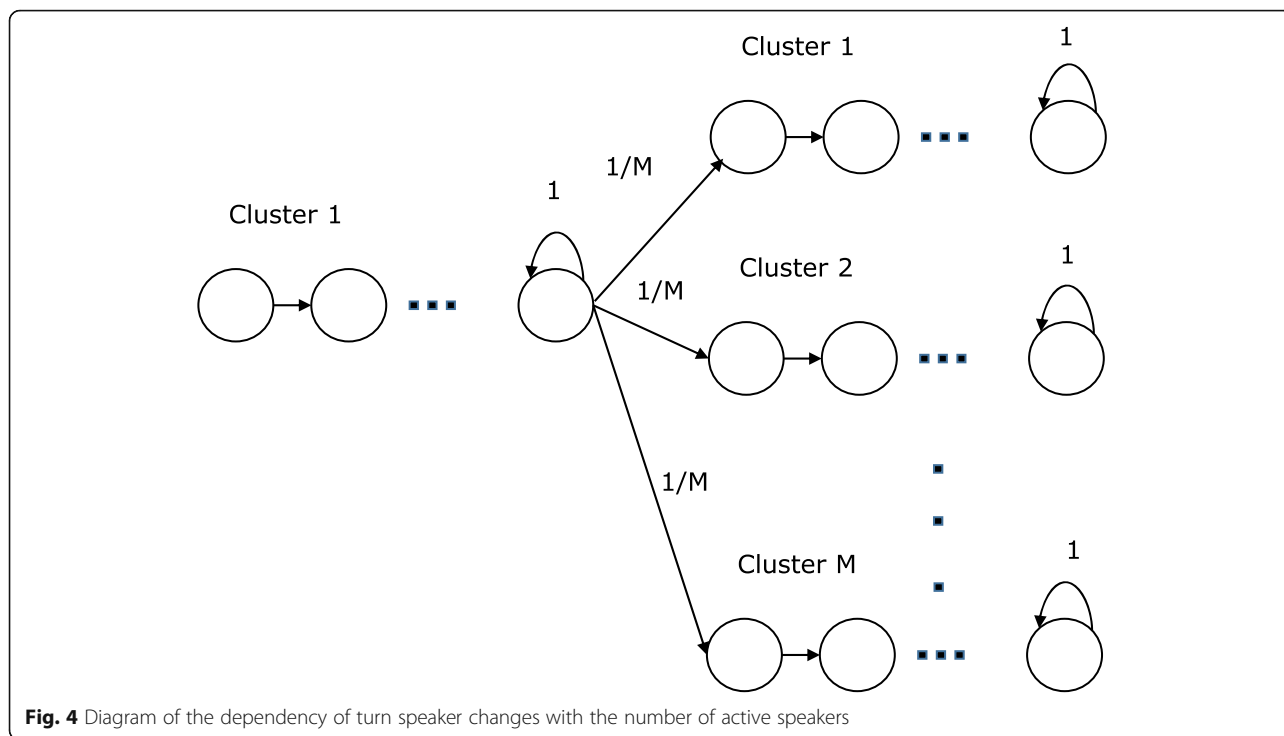 Cluster 1
1
1/M
1
Cluster 1
Cluster 2
1
1/M
1/M
Cluster M
1
Fig. 4 Diagram of the dependency of turn speaker changes with the number of active speakers